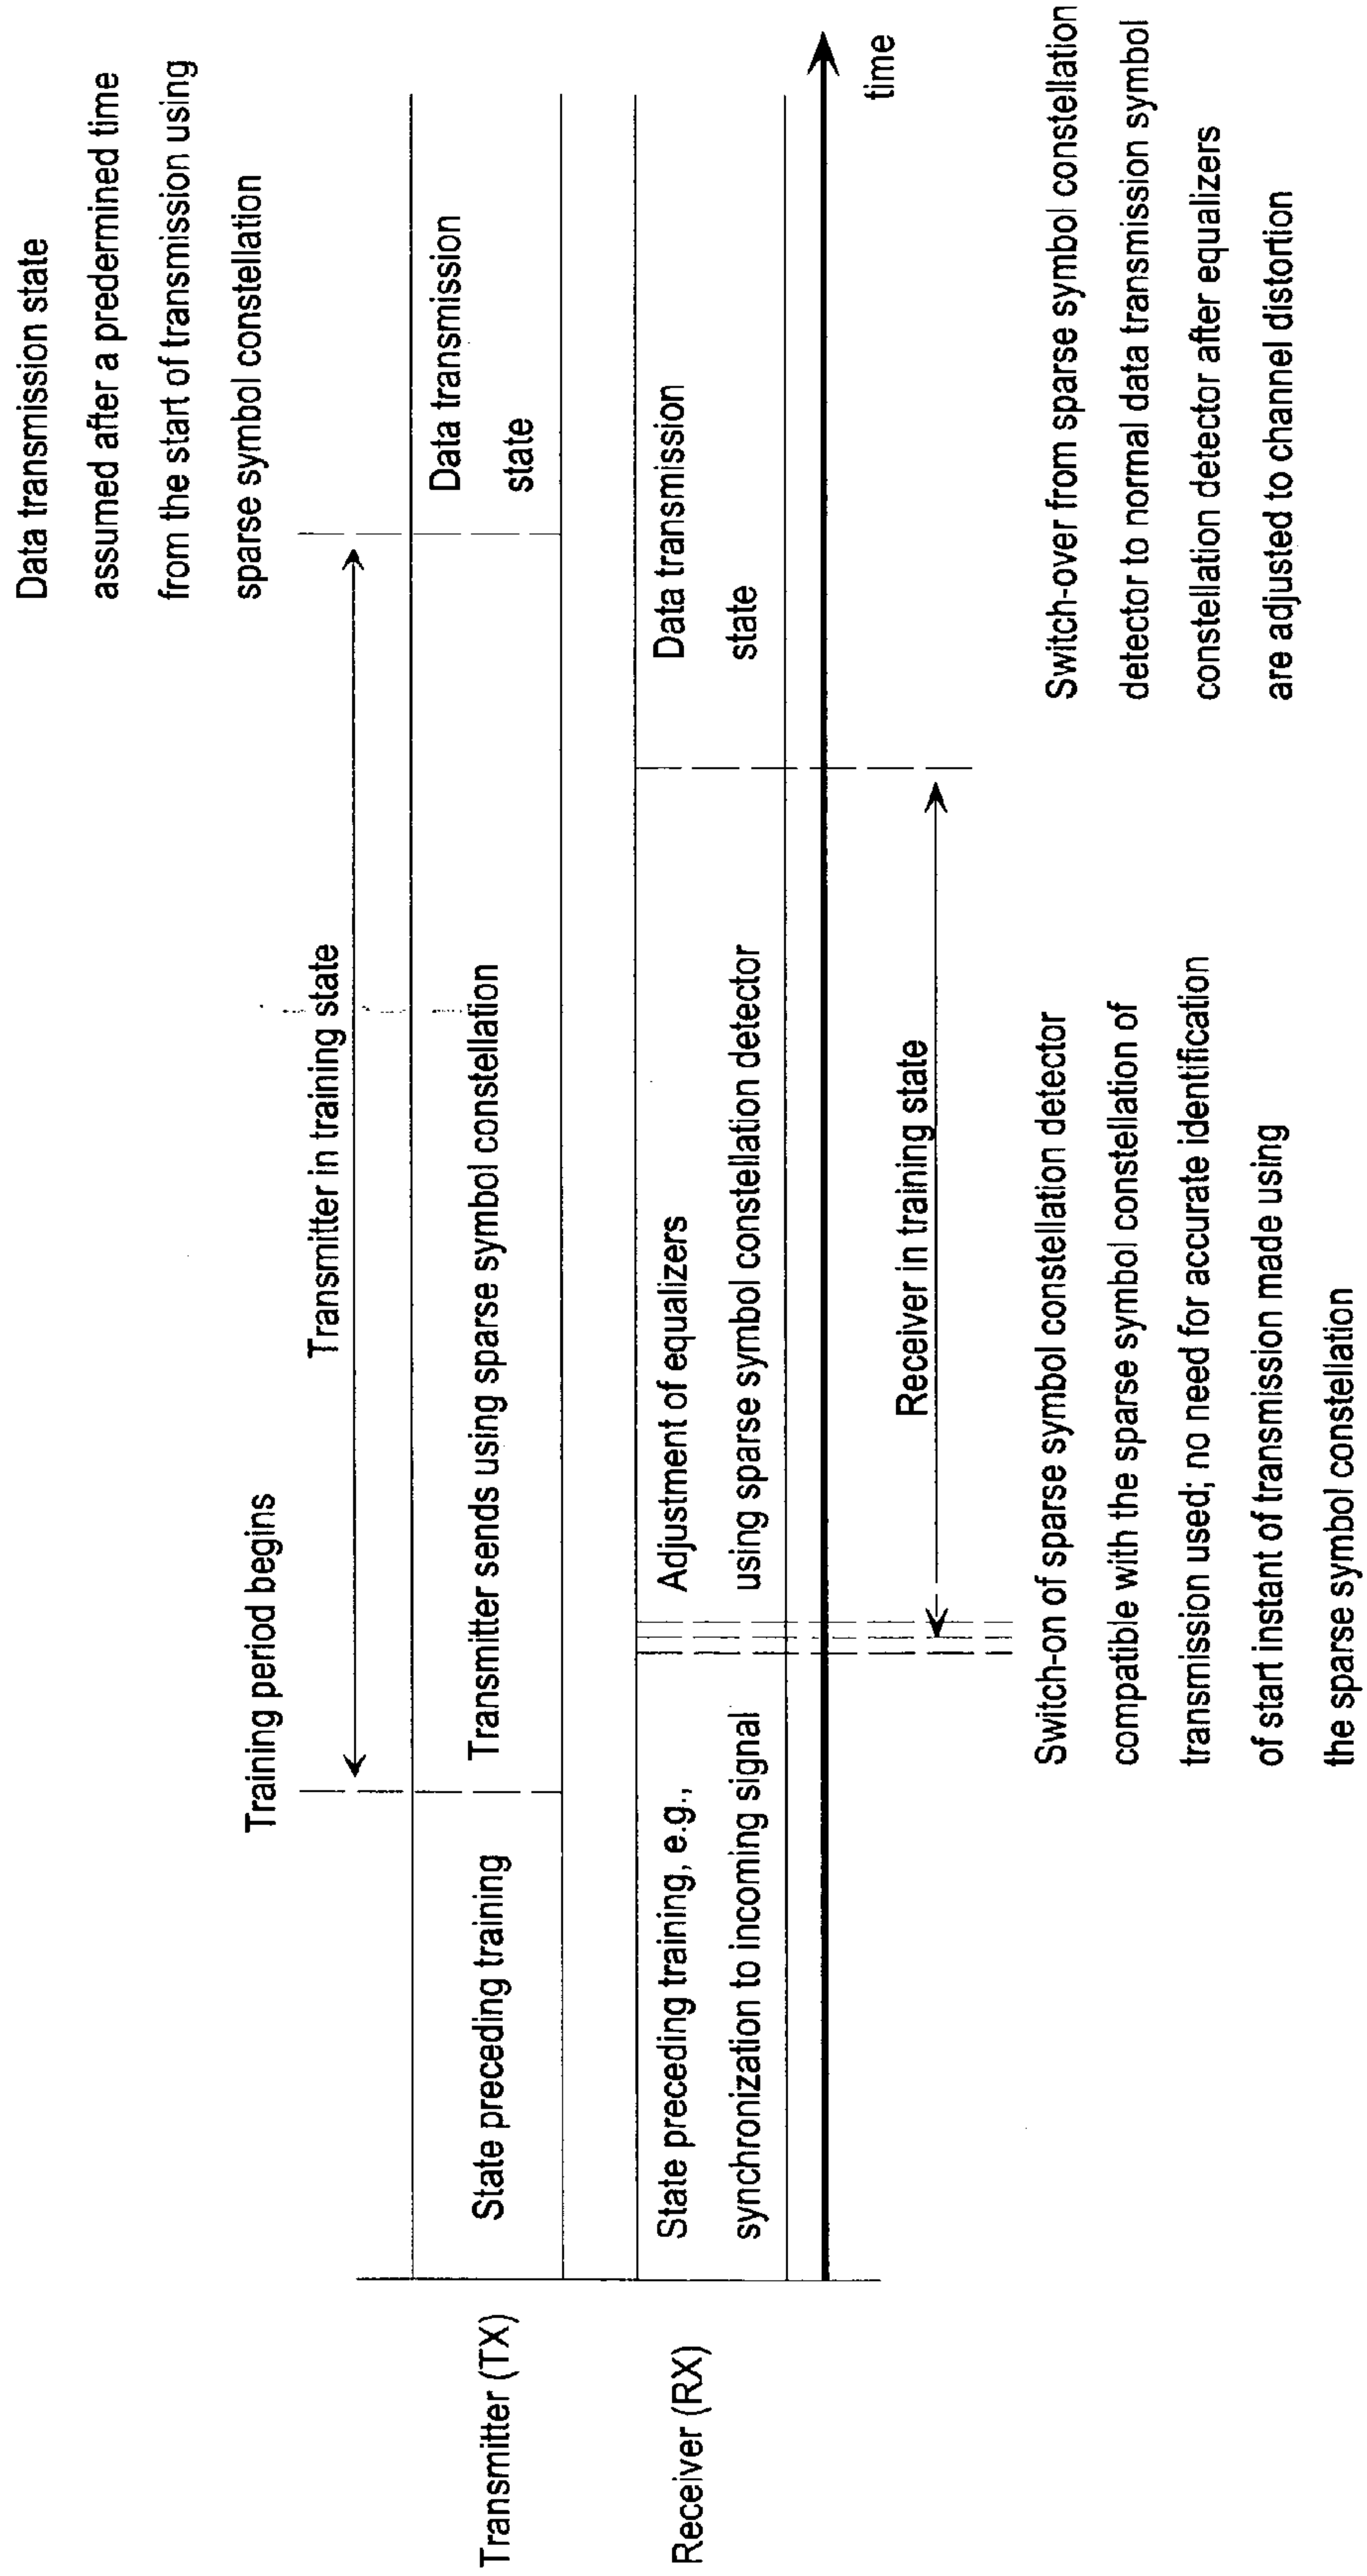 Data transmission state
assumed after a predermined time
from the start of transmission using
sparse symbol constellation
Training period begins
Transmitter in training state
Transmitter (TX)
State preceding training
Transmitter sends using sparse symbol constellation
Data transmission
state
Receiver (RX)
State preceding training, e.g.,
synchronization to incoming signal
Adjustment of equalizers
using sparse symbol constellation detector
Data transmission
state
time
Receiver in training state
Switch-on of sparse symbol constellation detector
compatible with the sparse symbol constellation of
transmission used; no need for accurate identification
of start instant of transmission made using
the sparse symbol constellation
Switch-over from sparse symbol constellation
detector to normal data transmission symbol
constellation detector after equalizers
are adjusted to channel distortion